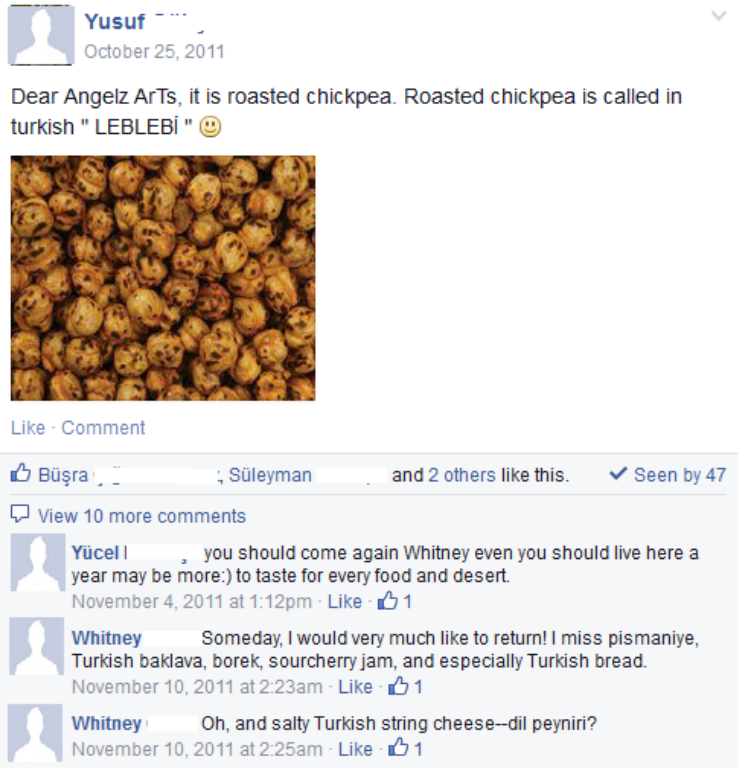 Yusuf
October 25, 2011
Dear Angelz ArTs, it is roasted chickpea. Roasted chickpea is called in
turkish " LEBLEBİ " 🙂
Like · Comment
Büşra , Süleyman and 2 others like this. ✓ Seen by 47
View 10 more comments
Yücel you should come again Whitney even you should live here a
year may be more:) to taste for every food and desert.
November 4, 2011 at 1:12pm · Like · 1
Whitney Someday, I would very much like to return! I miss pismaniye,
Turkish baklava, borek, sourcherry jam, and especially Turkish bread.
November 10, 2011 at 2:23am · Like · 1
Whitney Oh, and salty Turkish string cheese--dil peyniri?
November 10, 2011 at 2:25am · Like · 1